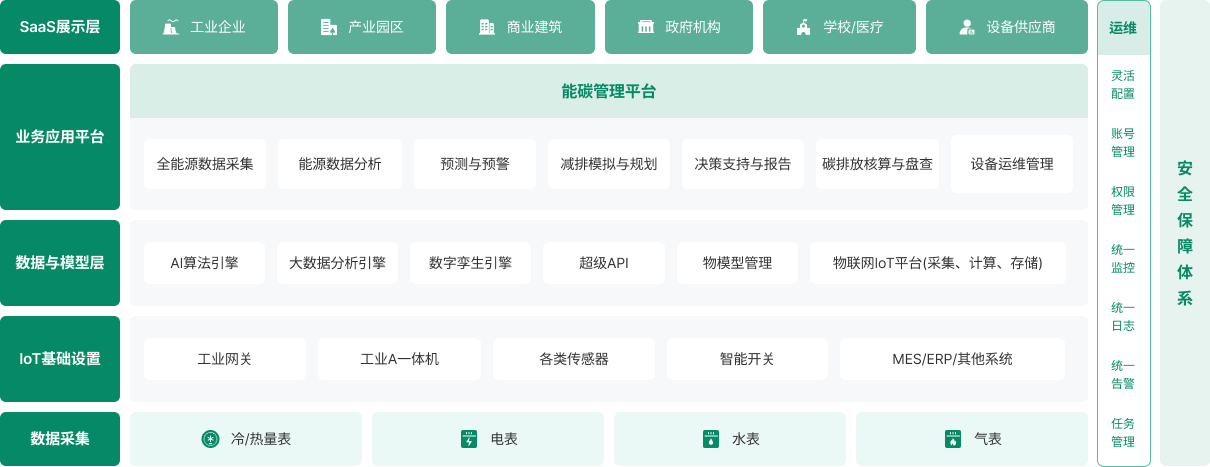 SaaS展示层
工业企业
产业园区
商业建筑
政府机构
学校/医疗
设备供应商
业务应用平台
能碳管理平台
全能源数据采集
能源数据分析
预测与预警
减排模拟与规划
决策支持与报告
碳排放核算与盘查
设备运维管理
数据与模型层
AI算法引擎
大数据分析引擎
数字孪生引擎
超级API
物模型管理
物联网IoT平台(采集、计算、存储)
IoT基础设置
工业网关
工业A一体机
各类传感器
智能开关
MES/ERP/其他系统
数据采集
冷/热量表
电表
水表
气表
运维
灵活
配置
账号
管理
权限
管理
统一
监控
统一
日志
统一
告警
任务
管理
安
全
保
障
体
系